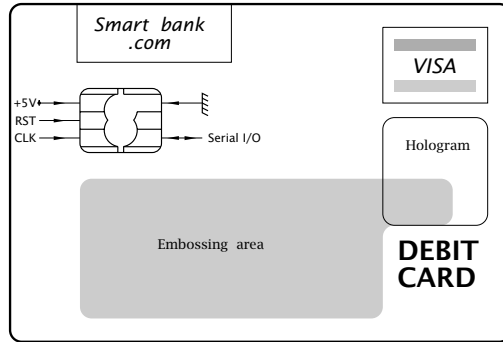 Smart bank
.com
VISA
+5V
RST
CLK
Serial I/O
Hologram
Embossing area
DEBIT
CARD